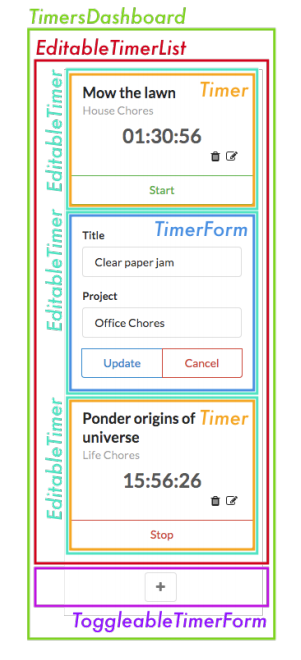 TimersDashboard
EditableTimerList
EditableTimer
Mow the lawn
Timer
House Chores
01:30:56
Start
EditableTimer
TimerForm
Title
Clear paper jam
Project
Office Chores
Update
Cancel
EditableTimer
Ponder origins of
universe
Timer
Life Chores
15:56:26
Stop
+
ToggleableTimerForm